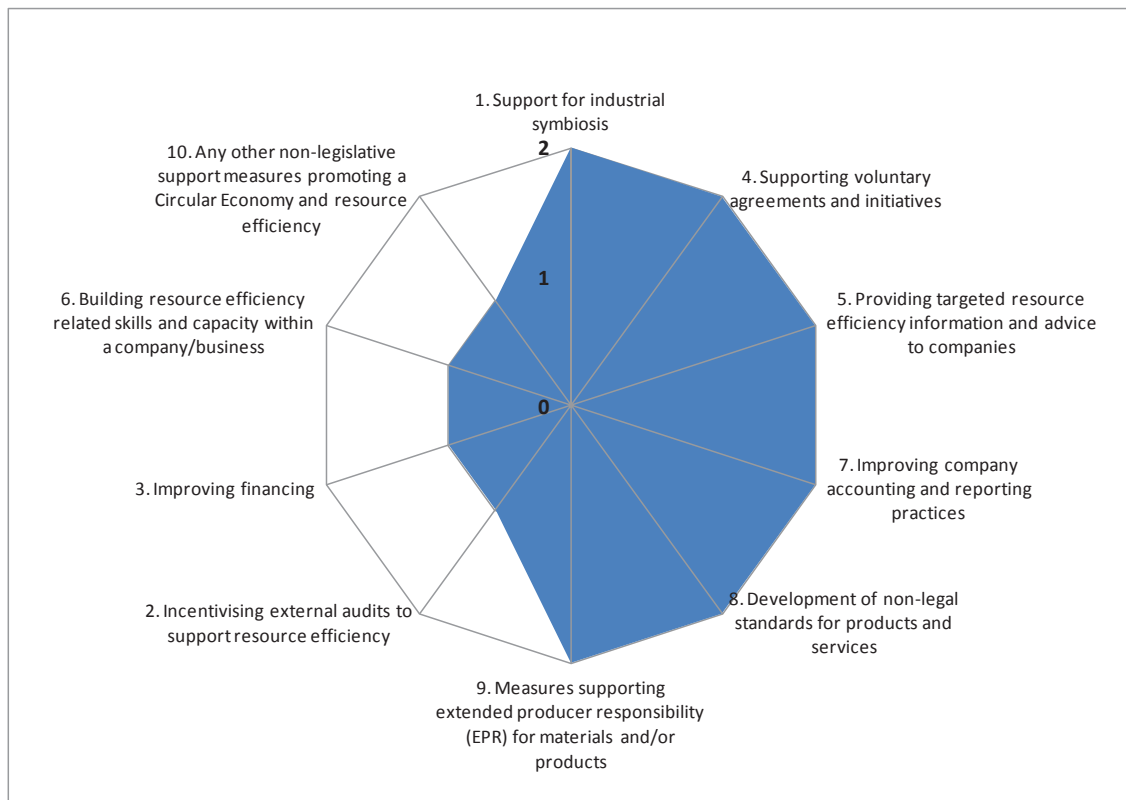 1. Support for industrial
symbiosis
2
10. Any other non-legislative
support measures promoting a
Circular Economy and resource
efficiency
4. Supporting voluntary
agreements and initiatives
1
6. Building resource efficiency
related skills and capacity within
a company/business
5. Providing targeted resource
efficiency information and advice
to companies
0
3. Improving financing
7. Improving company
accounting and reporting
practices
2. Incentivising external audits to
support resource efficiency
8. Development of non-legal
standards for products and
services
9. Measures supporting
extended producer responsibility
(EPR) for materials and/or
products